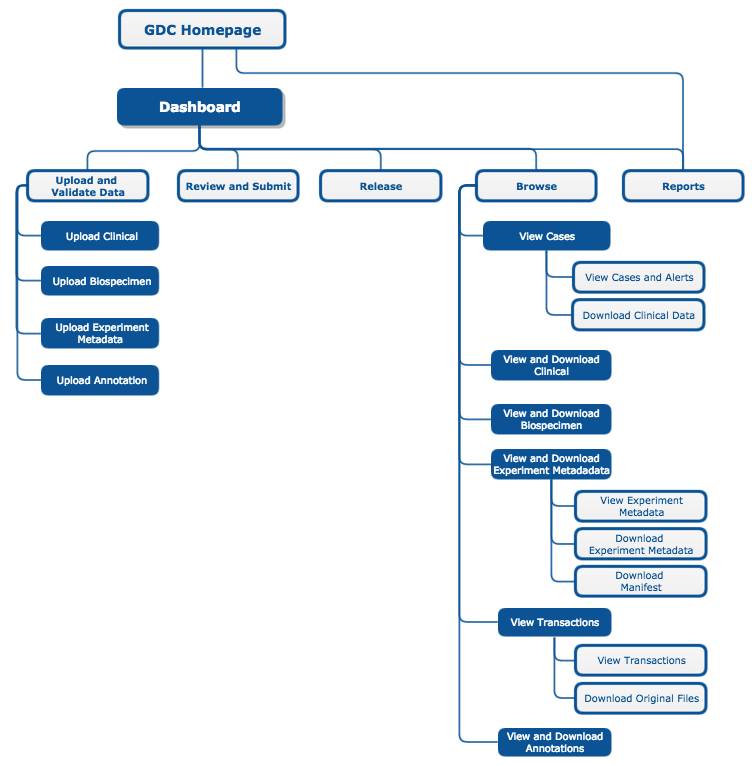 GDC Homepage
Dashboard
Upload and
Validate Data
Review and Submit
Release
Browse
Reports
Upload Clinical
Upload Biospecimen
Upload Experiment
Metadata
Upload Annotation
View Cases
View Cases and Alerts
Download Clinical Data
View and Download
Clinical
View and Download
Biospecimen
View and Download
Experiment Metadadata
View Experiment
Metadata
Download
Experiment Metadata
Download
Manifest
View Transactions
View Transactions
Download Original Files
View and Download
Annotations